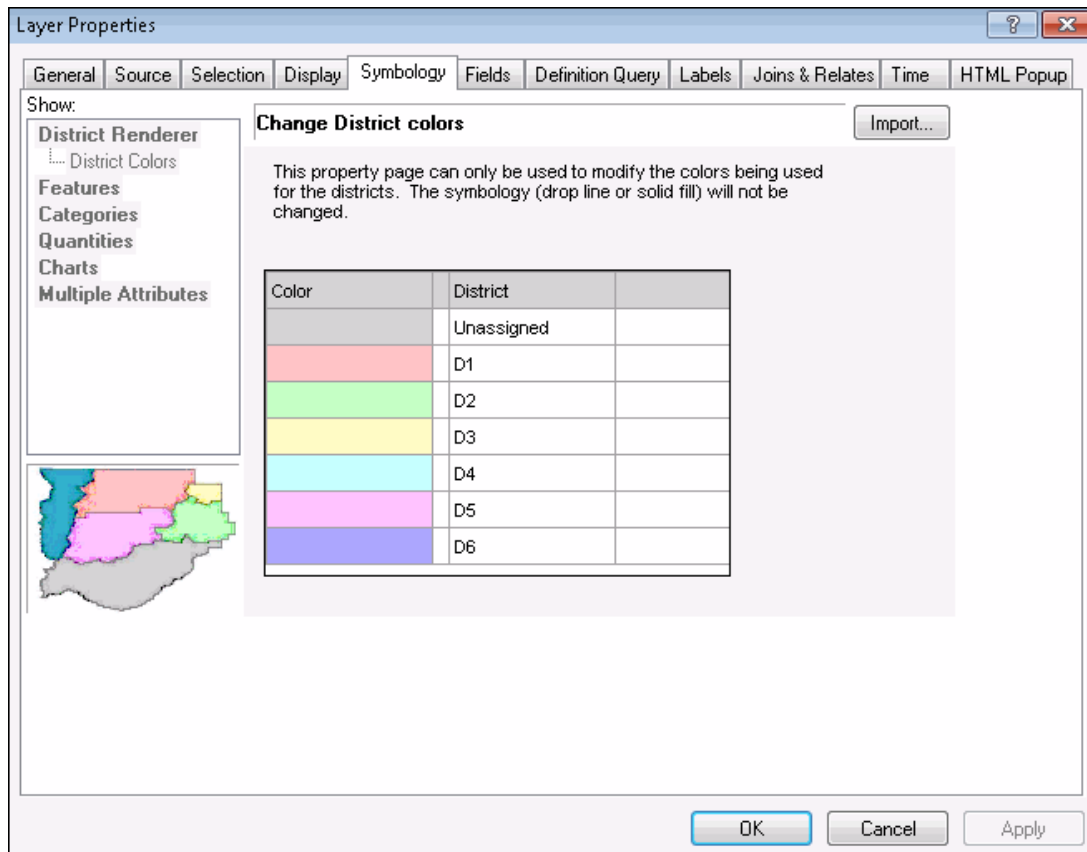 Layer Properties
General Source Selection Display Symbology Fields Definition Query Labels Joins & Relates Time HTML Popup
Show:
District Renderer
District Colors
Features
Categories
Quantities
Charts
Multiple Attributes
Change District colors
Import...
This property page can only be used to modify the colors being used
for the districts. The symbology (drop line or solid fill) will not be
changed.
Color District
Unassigned
D1
D2
D3
D4
D5
D6
OK Cancel Apply